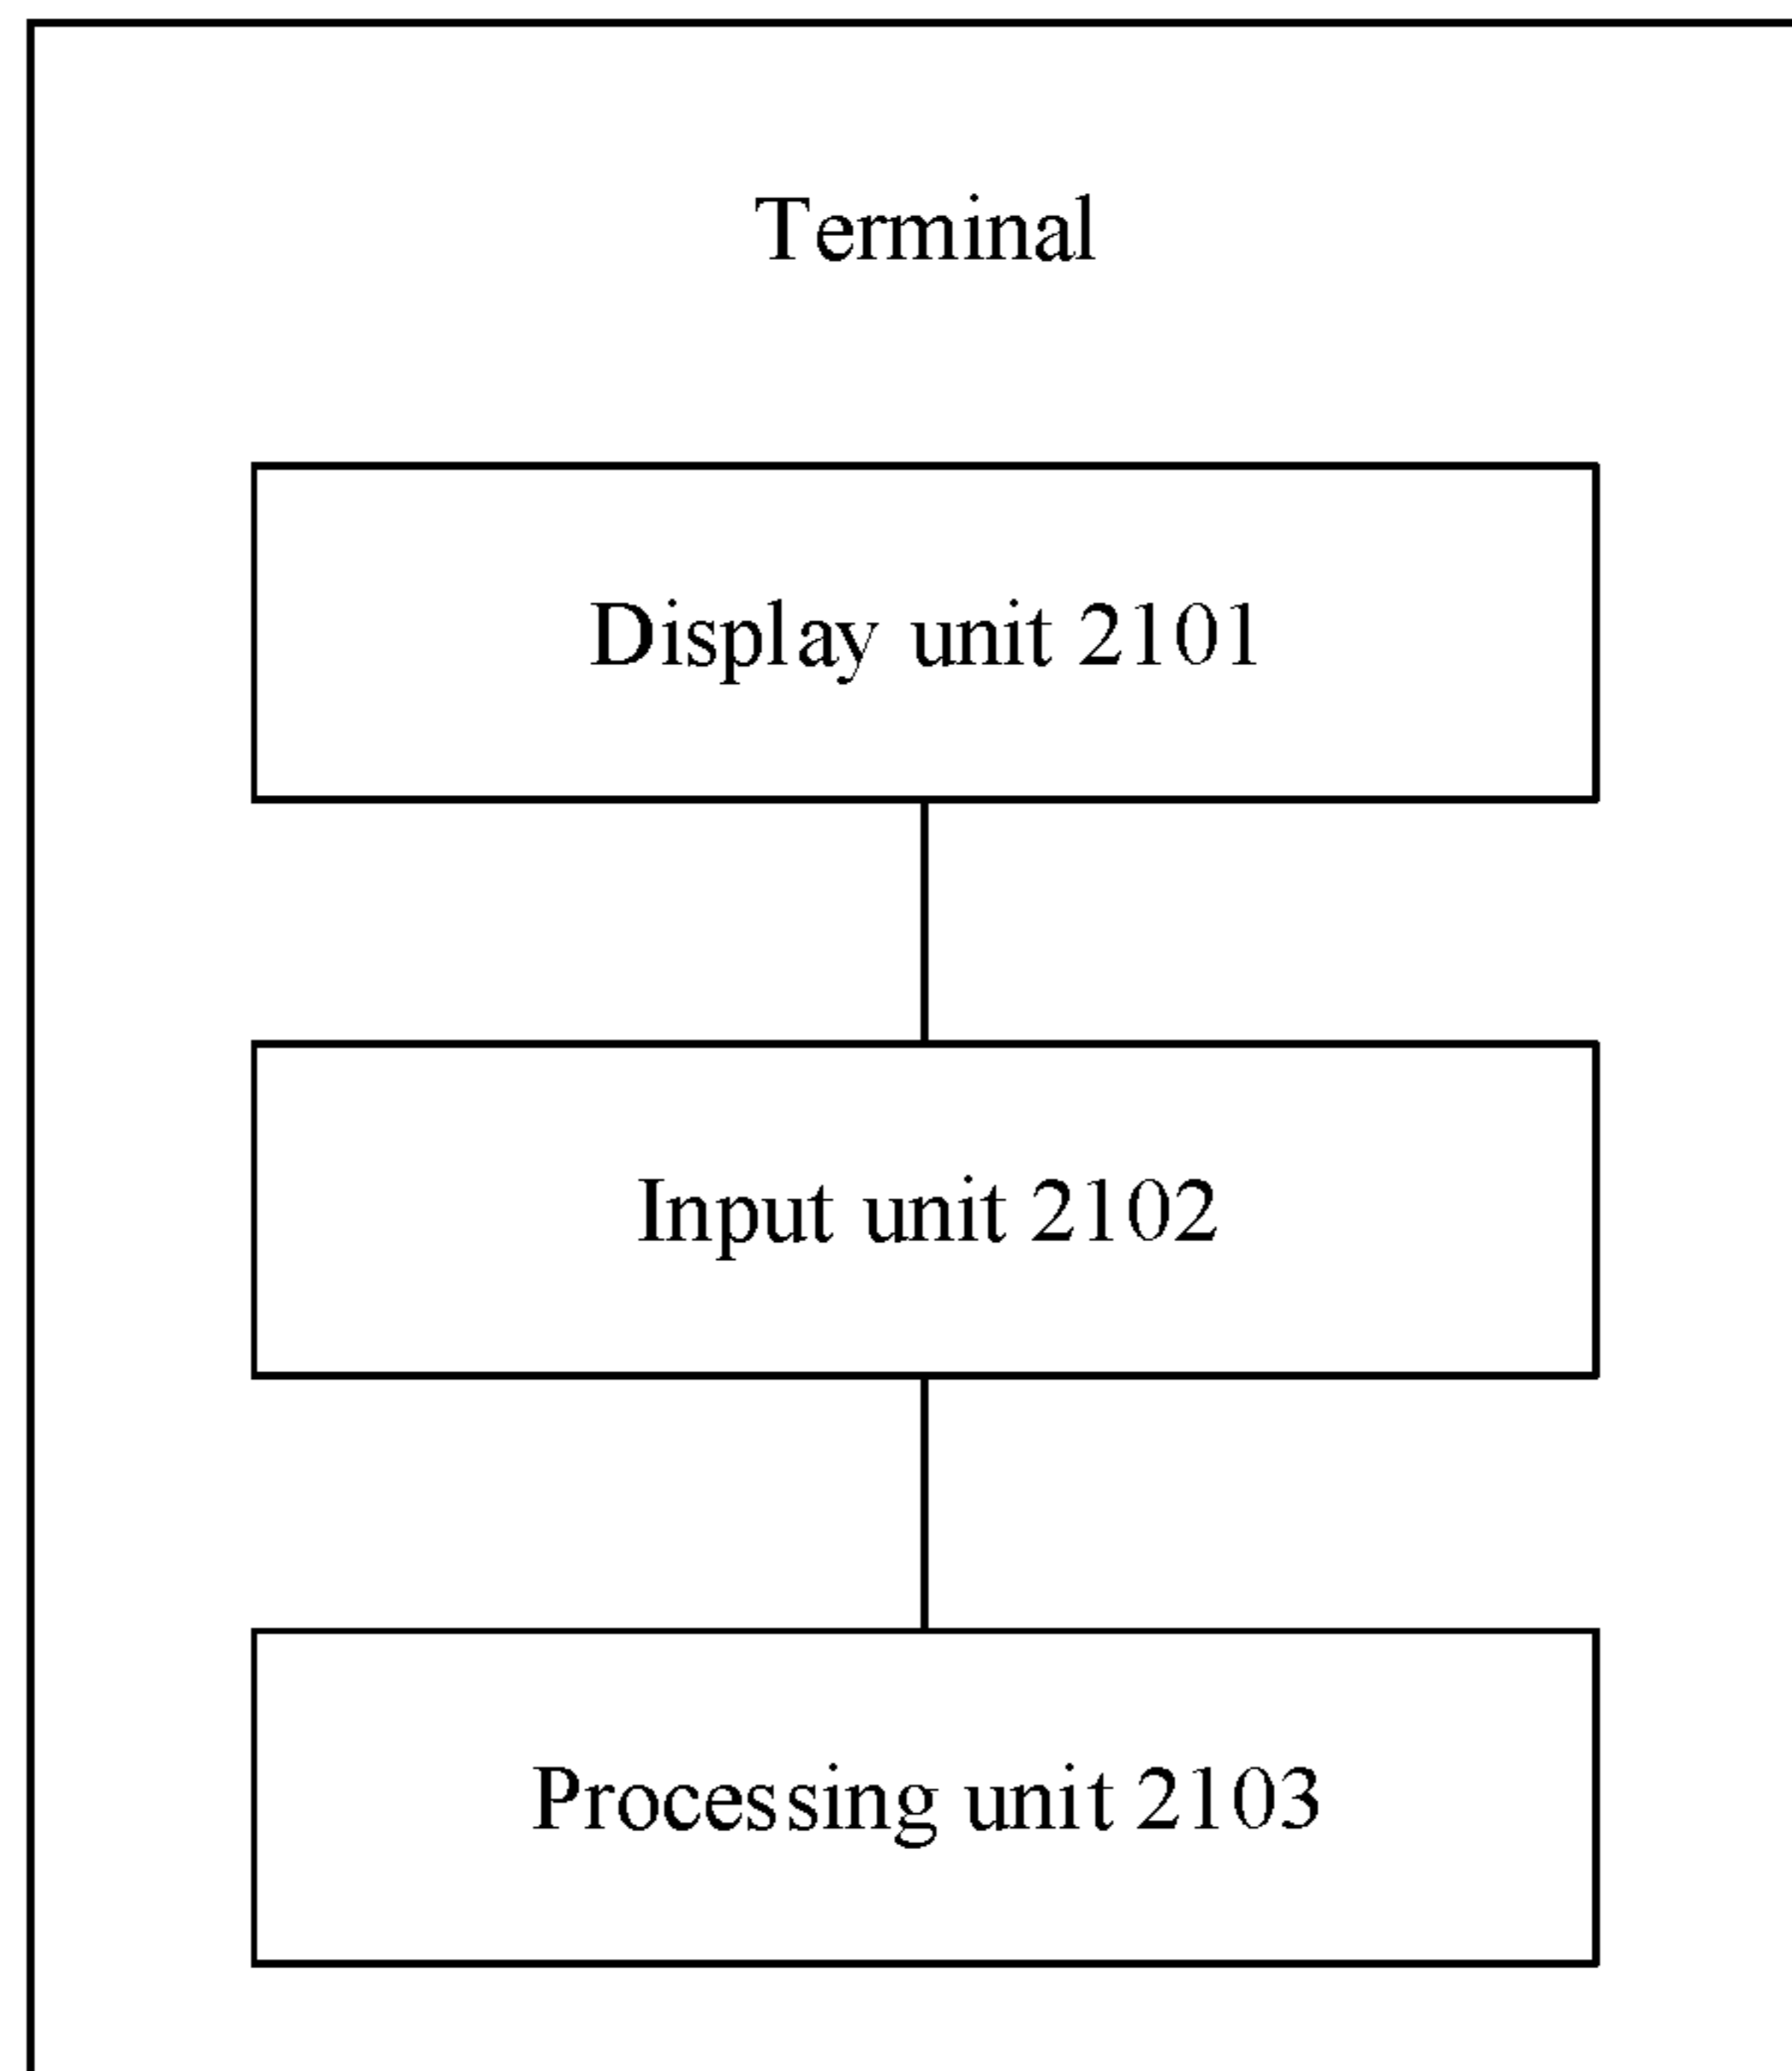 Terminal
Display unit 2101
Input unit 2102
Processing unit 2103